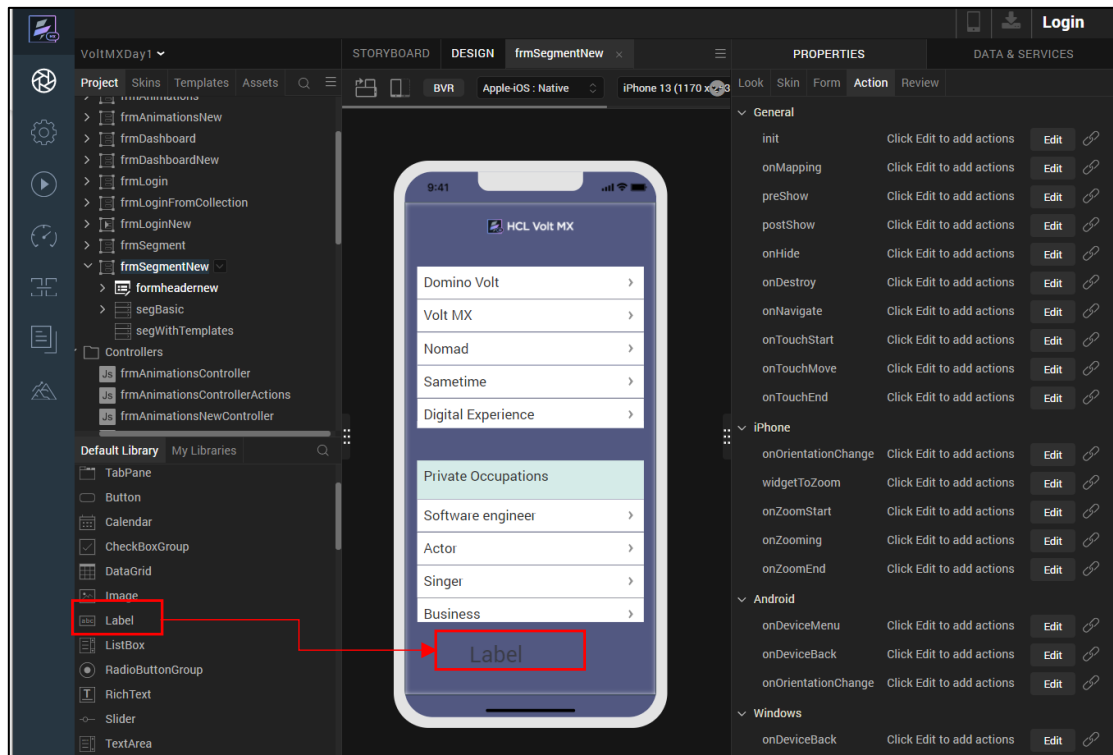 Login
VoltMXDay1
STORYBOARD DESIGN frmSegmentNew ×
PROPERTIES DATA & SERVICES
Project Skins Templates Assets
BVR Apple-iOS : Native iPhone 13 (1170 x
Look Skin Form Action Review
frmAnimations
frmAnimationsNew
frmDashboard
frmDashboardNew
frmLogin
frmLoginFromCollection
frmLoginNew
frmSegment
frmSegmentNew
formheadernew
segBasic
segWithTemplates
Controllers
Js frmAnimationsController
Js frmAnimationsControllerActions
Js frmAnimationsNewController
Default Library My Libraries
TabPane
Button
Calendar
CheckBoxGroup
DataGrid
Image
abc Label
ListBox
RadioButtonGroup
T RichText
Slider
TextArea
9:41
HCL Volt MX
Domino Volt
Volt MX
Nomad
Sametime
Digital Experience
Private Occupations
Software engineer
Actor
Singer
Business
Label
General
init Click Edit to add actions Edit
onMapping Click Edit to add actions Edit
preShow Click Edit to add actions Edit
postShow Click Edit to add actions Edit
onHide Click Edit to add actions Edit
onDestroy Click Edit to add actions Edit
onNavigate Click Edit to add actions Edit
onTouchStart Click Edit to add actions Edit
onTouchMove Click Edit to add actions Edit
onTouchEnd Click Edit to add actions Edit
iPhone
onOrientationChange Click Edit to add actions Edit
widgetToZoom Click Edit to add actions Edit
onZoomStart Click Edit to add actions Edit
onZooming Click Edit to add actions Edit
onZoomEnd Click Edit to add actions Edit
Android
onDeviceMenu Click Edit to add actions Edit
onDeviceBack Click Edit to add actions Edit
onOrientationChange Click Edit to add actions Edit
Windows
onDeviceBack Click Edit to add actions Edit